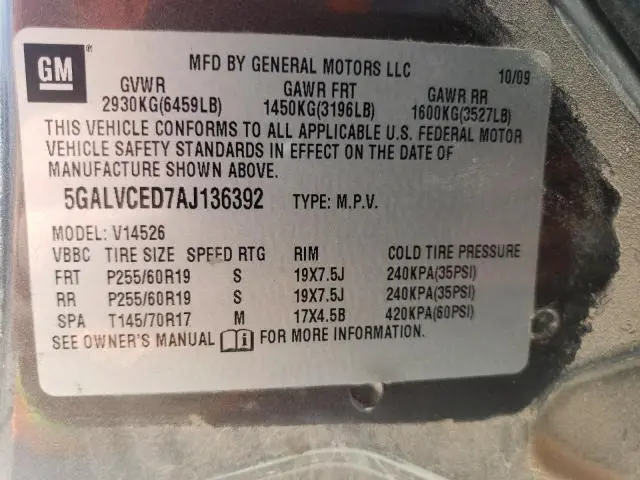 GM
MFD BY GENERAL MOTORS LLC 10/09
GVWR GAWR FRT GAWR RR
2930KG(6459LB) 1450KG(3196LB) 1600KG(3527LB)
THIS VEHICLE CONFORMS TO ALL APPLICABLE U.S. FEDERAL MOTOR
VEHICLE SAFETY STANDARDS IN EFFECT ON THE DATE OF
MANUFACTURE SHOWN ABOVE.
5GALVCED7AJ136392 TYPE: M.P.V.
MODEL: V14526
VBBC TIRE SIZE SPEED RTG RIM COLD TIRE PRESSURE
FRT P255/60R19 S 19X7.5J 240KPA(35PSI)
RR P255/60R19 S 19X7.5J 240KPA(35PSI)
SPA T145/70R17 M 17X4.5B 420KPA(60PSI)
SEE OWNER'S MANUAL i FOR MORE INFORMATION.